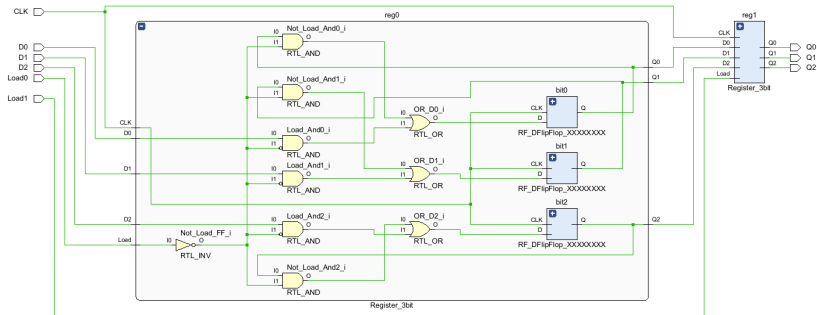 reg0
reg1
CLK
D0
D1
D2
Load0
Load1
Not_Load_And0_i
I0
I1
O
RTL_AND
Not_Load_And1_i
I0
I1
O
RTL_AND
Load_And0_i
I0
I1
O
RTL_AND
Load_And1_i
I0
I1
O
RTL_AND
Load_And2_i
I0
I1
O
RTL_AND
Not_Load_And2_i
I0
I1
O
RTL_AND
CLK
D0
D1
D2
Load
Not_Load_FF_i
I0
O
RTL_INV
OR_D0_i
I0
I1
O
RTL_OR
OR_D1_i
I0
I1
O
RTL_OR
OR_D2_i
I0
I1
O
RTL_OR
bit0
CLK
D
Q
RF_DFlipFlop_XXXXXXXX
bit1
CLK
D
Q
RF_DFlipFlop_XXXXXXXX
bit2
CLK
D
Q
RF_DFlipFlop_XXXXXXXX
Q0
Q1
Q2
Register_3bit
CLK
D0
D1
D2
Load
Q0
Q1
Q2
Register_3bit
Q0
Q1
Q2